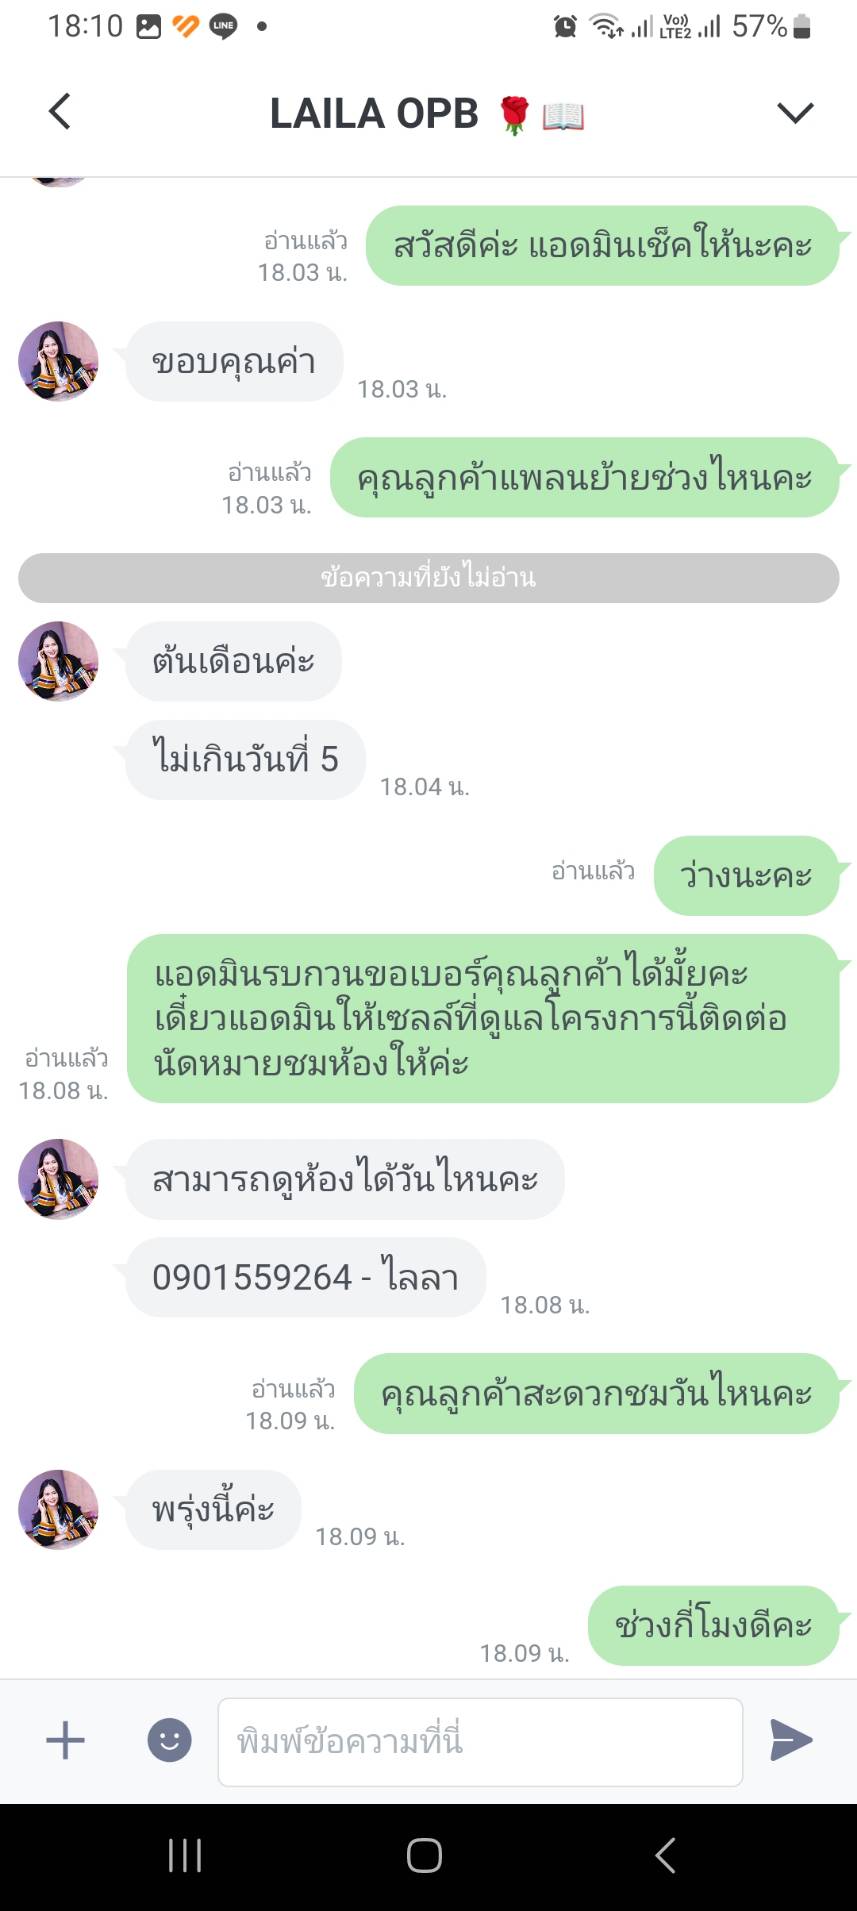 18:10
LINE
Vo))
LTE2
57%
LAILA OPB
อ่านแล้ว
18.03 น.
สวัสดีค่ะ แอดมินเช็คให้นะคะ
ขอบคุณค่า
18.03 น.
อ่านแล้ว
18.03 น.
คุณลูกค้าแพลนย้ายช่วงไหนคะ
ข้อความที่ยังไม่อ่าน
ต้นเดือนค่ะ
ไม่เกินวันที่ 5
18.04 น.
อ่านแล้ว
ว่างนะคะ
แอดมินรบกวนขอเบอร์คุณลูกค้าได้มั้ยคะ
เดี๋ยวแอดมินให้เซลล์ที่ดูแลโครงการนี้ติดต่อ
นัดหมายชมห้องให้ค่ะ
อ่านแล้ว
18.08 น.
สามารถดูห้องได้วันไหนคะ
0901559264 - ไลลา
18.08 น.
อ่านแล้ว
18.09 น.
คุณลูกค้าสะดวกชมวันไหนคะ
พรุ่งนี้ค่ะ
18.09 น.
ช่วงกี่โมงดีคะ
18.09 น.
พิมพ์ข้อความที่นี่